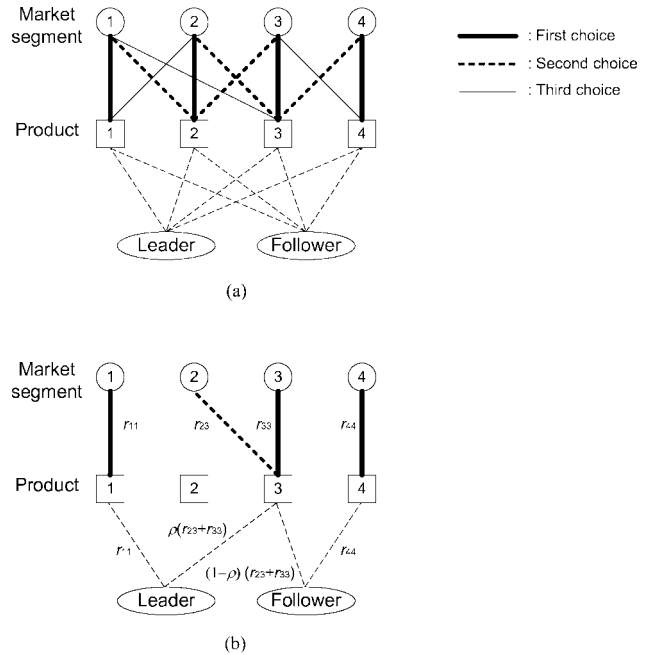 Market
segment
1 2 3 4
: First choice
: Second choice
: Third choice
Product
1 2 3 4
Leader Follower
(a)
Market
segment
1 2 3 4
r11 r23 r33 r44
Product
1 2 3 4
ρ(r23+r33)
r11 r44
(1−ρ) (r23+r33)
Leader Follower
(b)